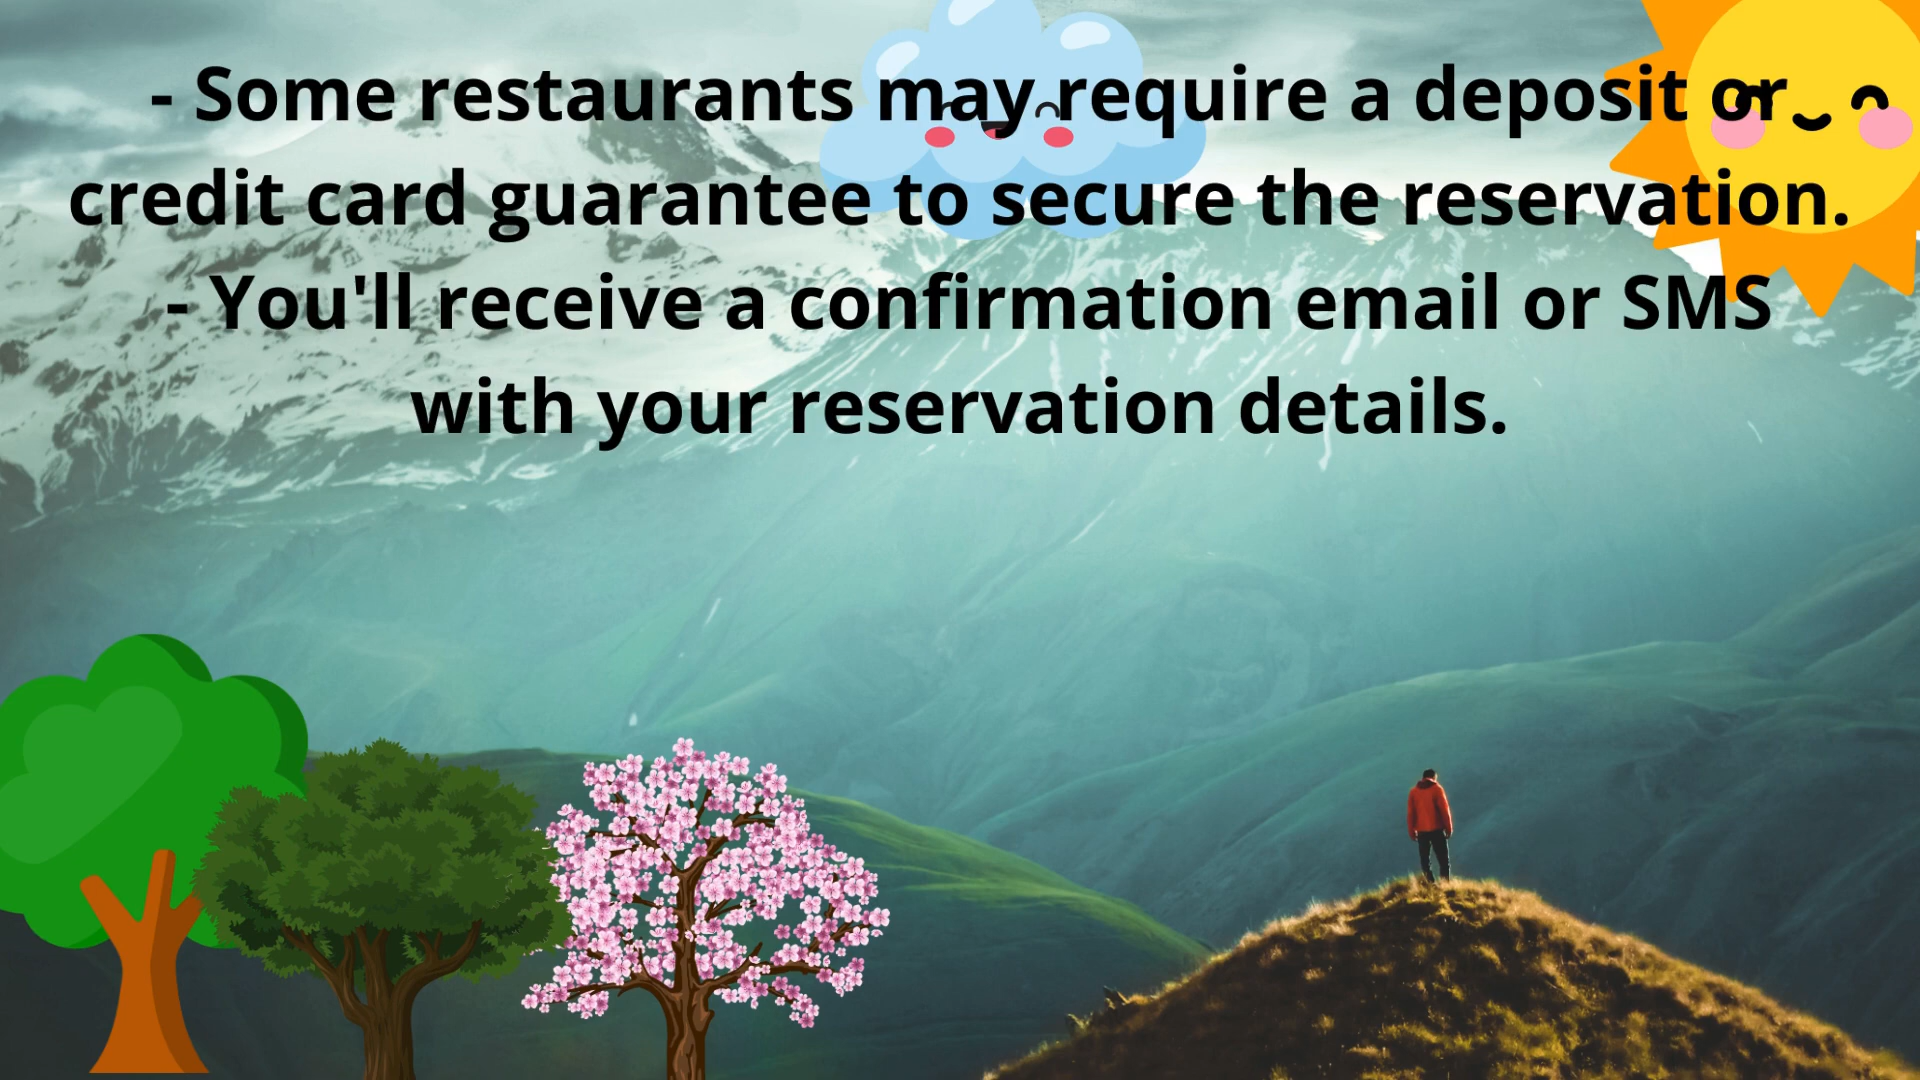 - Some restaurants may require a deposit or
credit card guarantee to secure the reservation.
- You'll receive a confirmation email or SMS
with your reservation details.